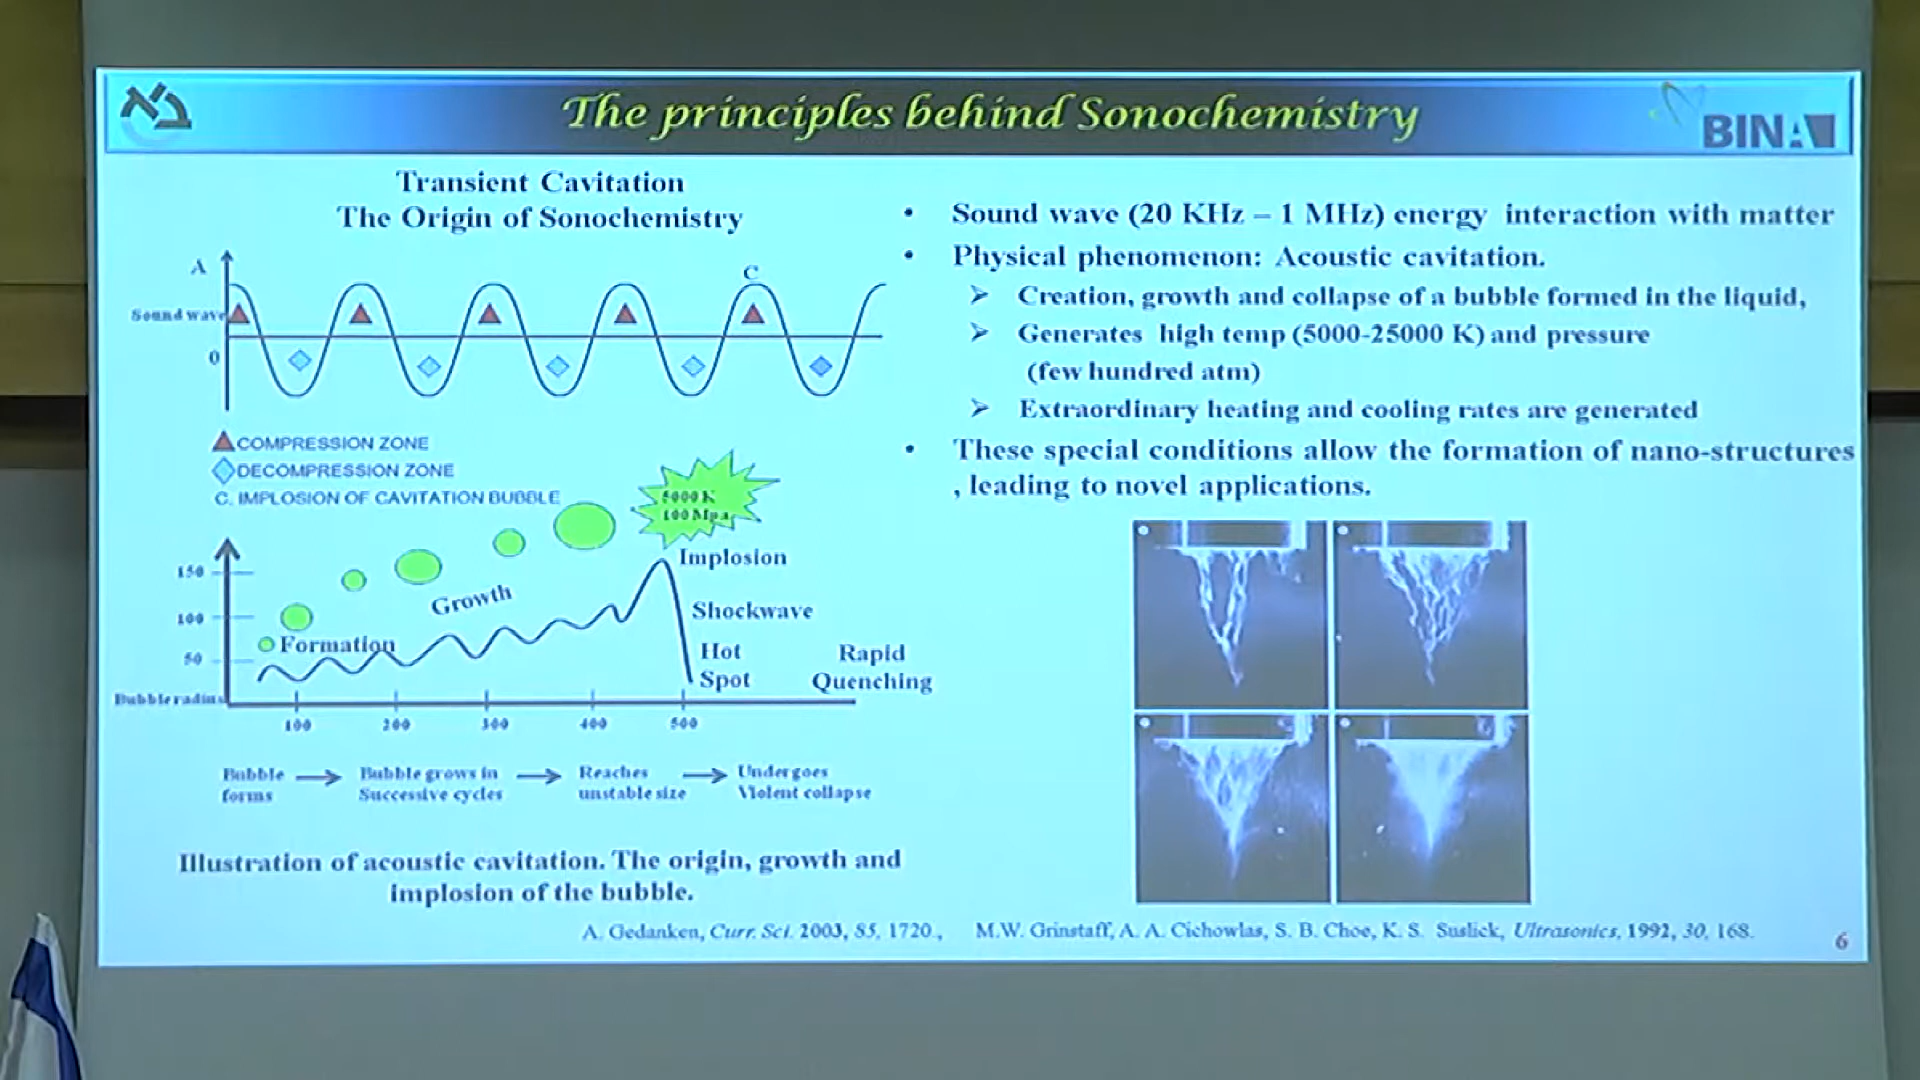 The principles behind Sonochemistry
בא
BINA
Transient Cavitation
The Origin of Sonochemistry
A
C
Sound wave
0
COMPRESSION ZONE
DECOMPRESSION ZONE
C. IMPLOSION OF CAVITATION BUBBLE
5000 K
100 Mpa
Implosion
150
Growth
100
Shockwave
Formation
50
Hot
Spot
Rapid
Quenching
Bubble radius
100 200 300 400 500
Bubble
forms
Bubble grows in
Successive cycles
Reaches
unstable size
Undergoes
Violent collapse
Illustration of acoustic cavitation. The origin, growth and
implosion of the bubble.
• Sound wave (20 KHz – 1 MHz) energy interaction with matter
• Physical phenomenon: Acoustic cavitation.
➢ Creation, growth and collapse of a bubble formed in the liquid,
➢ Generates high temp (5000-25000 K) and pressure
(few hundred atm)
➢ Extraordinary heating and cooling rates are generated
• These special conditions allow the formation of nano-structures
, leading to novel applications.
A. Gedanken, Curr. Sci. 2003, 85, 1720., M.W. Grinstaff, A. A. Cichowlas, S. B. Choe, K. S. Suslick, Ultrasonics, 1992, 30, 168.
6